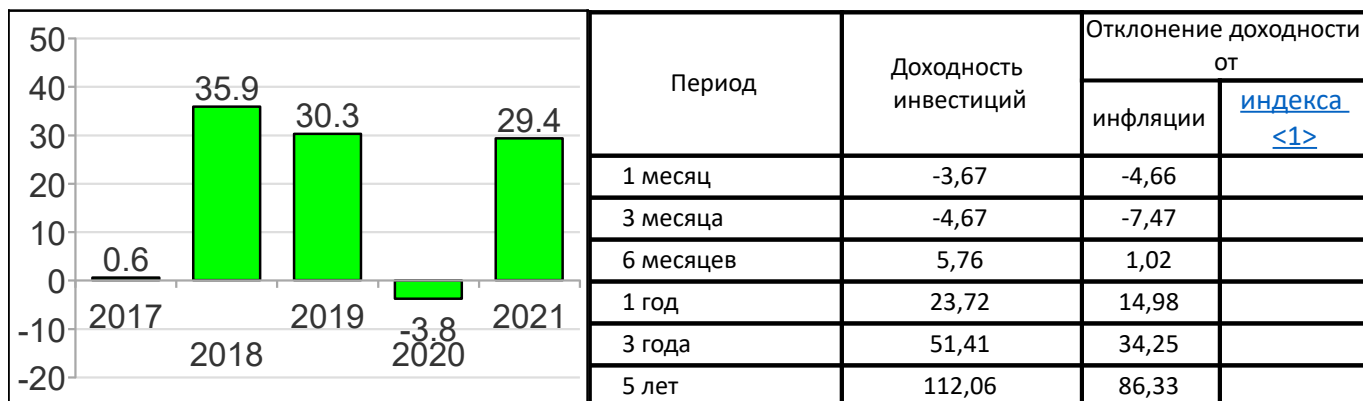 50
40
30
20
10
0
-10
-20
0.6
35.9
30.3
-3.8
29.4
2017
2018
2019
2020
2021
Период
Доходность
инвестиций
Отклонение доходности
от
инфляции
индекса
<1>
1 месяц -3,67 -4,66
3 месяца -4,67 -7,47
6 месяцев 5,76 1,02
1 год 23,72 14,98
3 года 51,41 34,25
5 лет 112,06 86,33